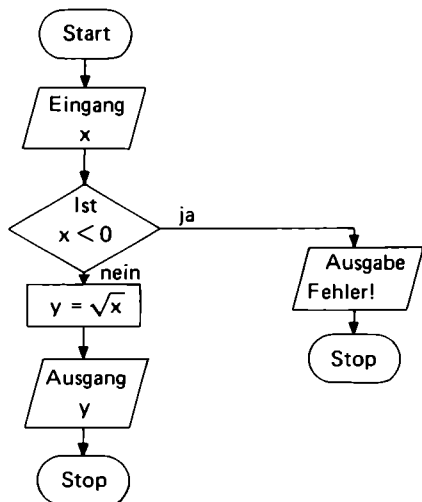 Start
Eingang
x
Ist
x < 0
ja
nein
y = √x
Ausgabe
Fehler!
Stop
Ausgang
y
Stop